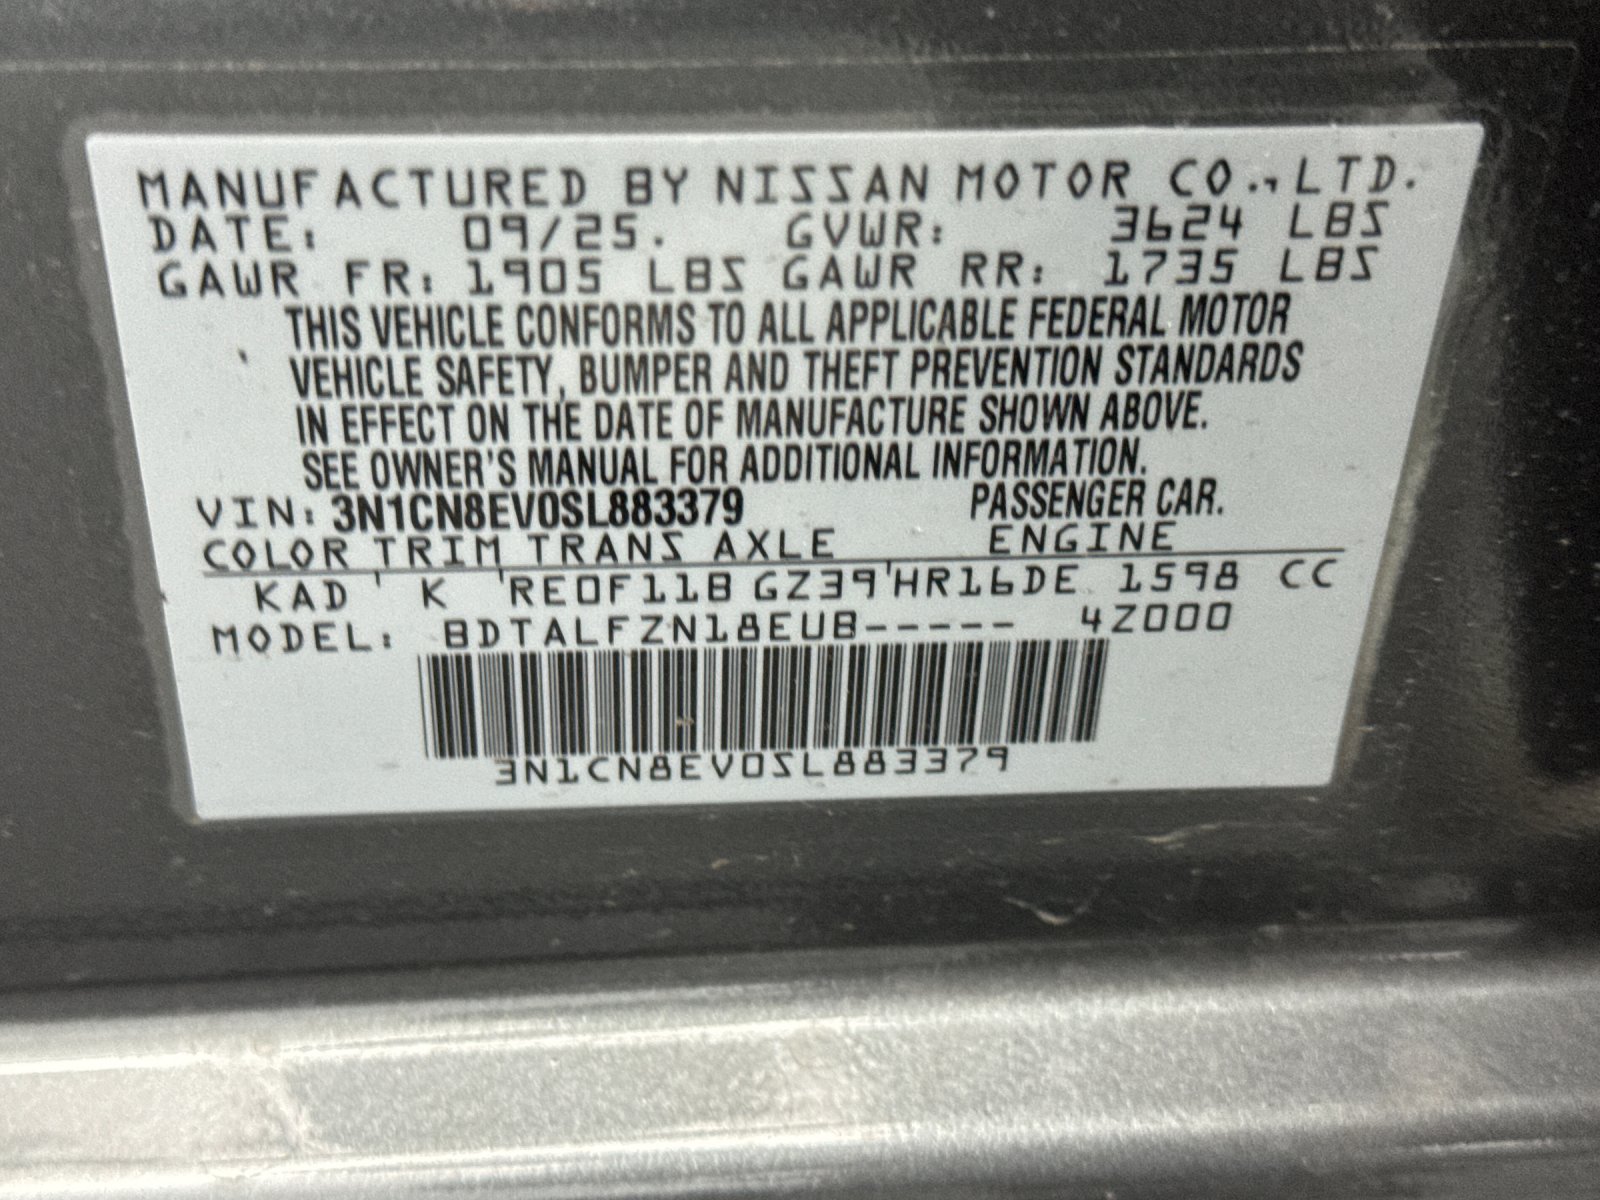 MANUFACTURED BY NISSAN MOTOR CO., LTD.
DATE: 09/25. GVWR: 3624 LBS
GAWR FR: 1905 LBS GAWR RR: 1735 LBS
THIS VEHICLE CONFORMS TO ALL APPLICABLE FEDERAL MOTOR
VEHICLE SAFETY, BUMPER AND THEFT PREVENTION STANDARDS
IN EFFECT ON THE DATE OF MANUFACTURE SHOWN ABOVE.
SEE OWNER'S MANUAL FOR ADDITIONAL INFORMATION.
VIN: 3N1CN8EV0SL883379 PASSENGER CAR.
COLOR TRIM TRANS AXLE ENGINE
KAD ' K 'RE0F11B GZ39'HR16DE 1598 CC
MODEL: BDTALFZN18EUB----- 4Z000
3N1CN8EV0SL883379